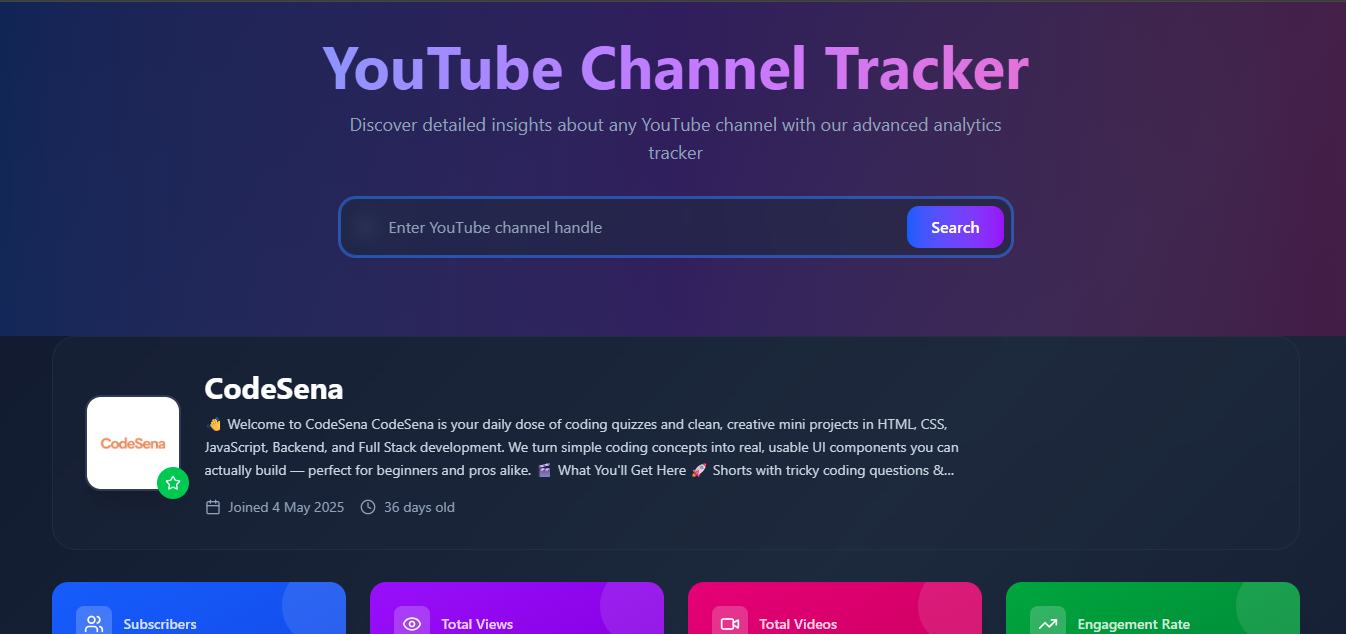 YouTube Channel Tracker
Discover detailed insights about any YouTube channel with our advanced analytics
tracker
Enter YouTube channel handle
Search
CodeSena
CodeSena
👋 Welcome to CodeSena CodeSena is your daily dose of coding quizzes and clean, creative mini projects in HTML, CSS,
JavaScript, Backend, and Full Stack development. We turn simple coding concepts into real, usable UI components you can
actually build — perfect for beginners and pros alike. 🎬 What You'll Get Here 🚀 Shorts with tricky coding questions &...
Joined 4 May 2025
36 days old
Subscribers
Total Views
Total Videos
Engagement Rate